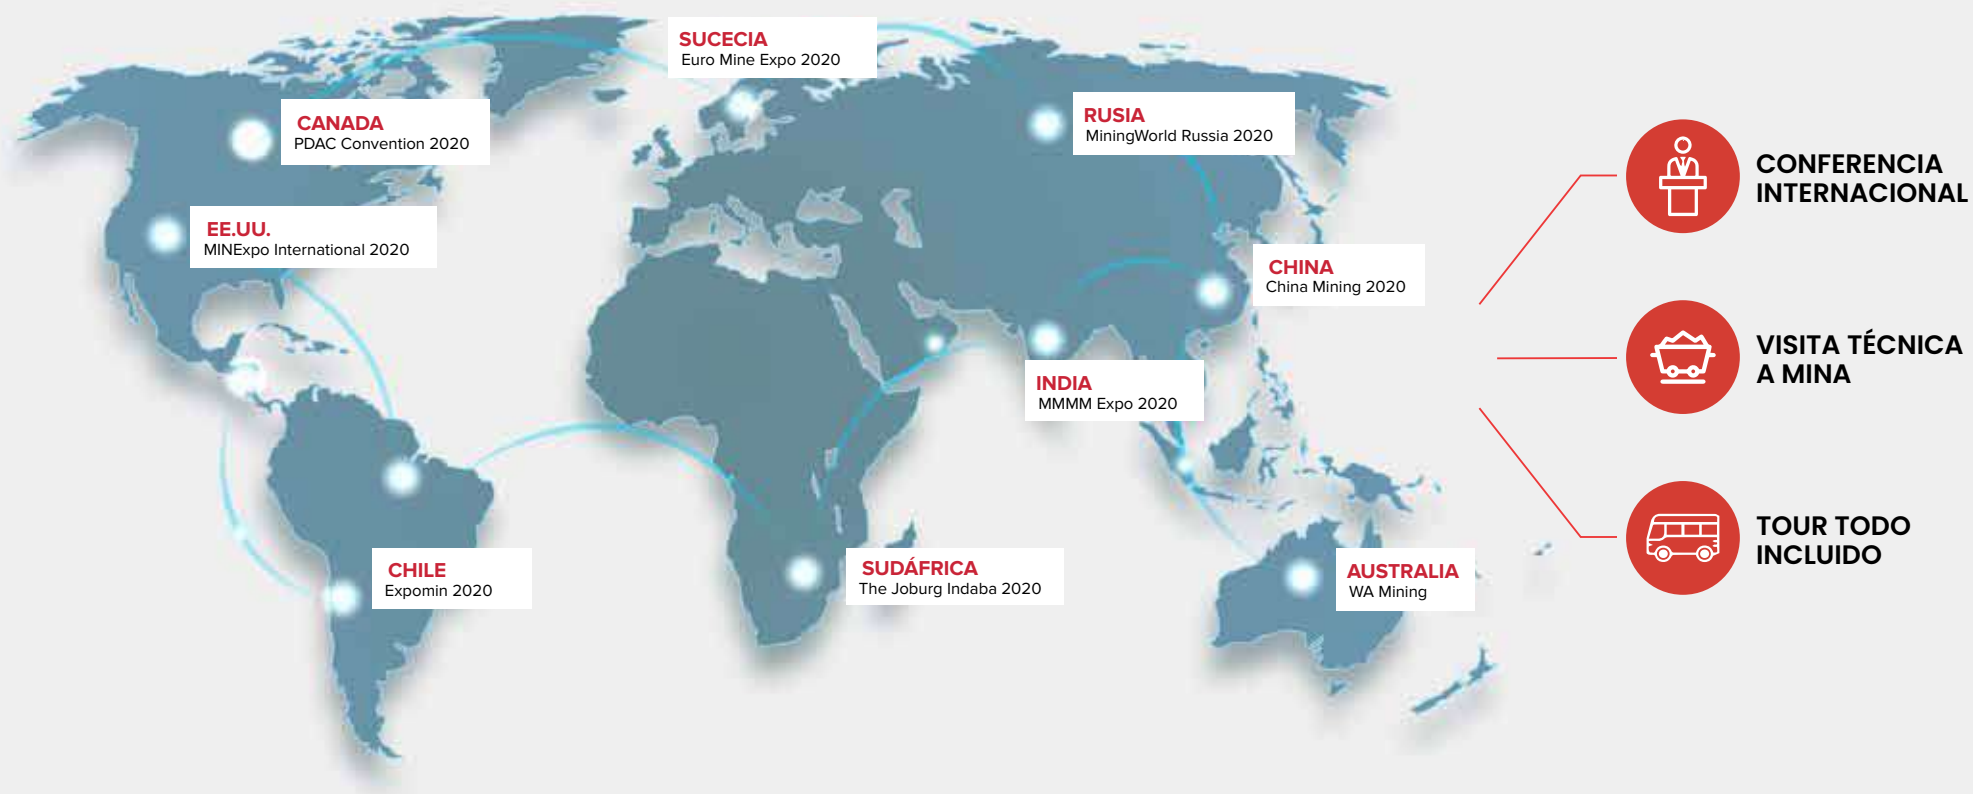 SUCECIA
Euro Mine Expo 2020
CANADA
PDAC Convention 2020
RUSIA
MiningWorld Russia 2020
EE.UU.
MINExpo International 2020
CHINA
China Mining 2020
INDIA
MMMM Expo 2020
CHILE
Expomin 2020
SUDÁFRICA
The Joburg Indaba 2020
AUSTRALIA
WA Mining
CONFERENCIA
INTERNACIONAL
VISITA TÉCNICA
A MINA
TOUR TODO
INCLUIDO